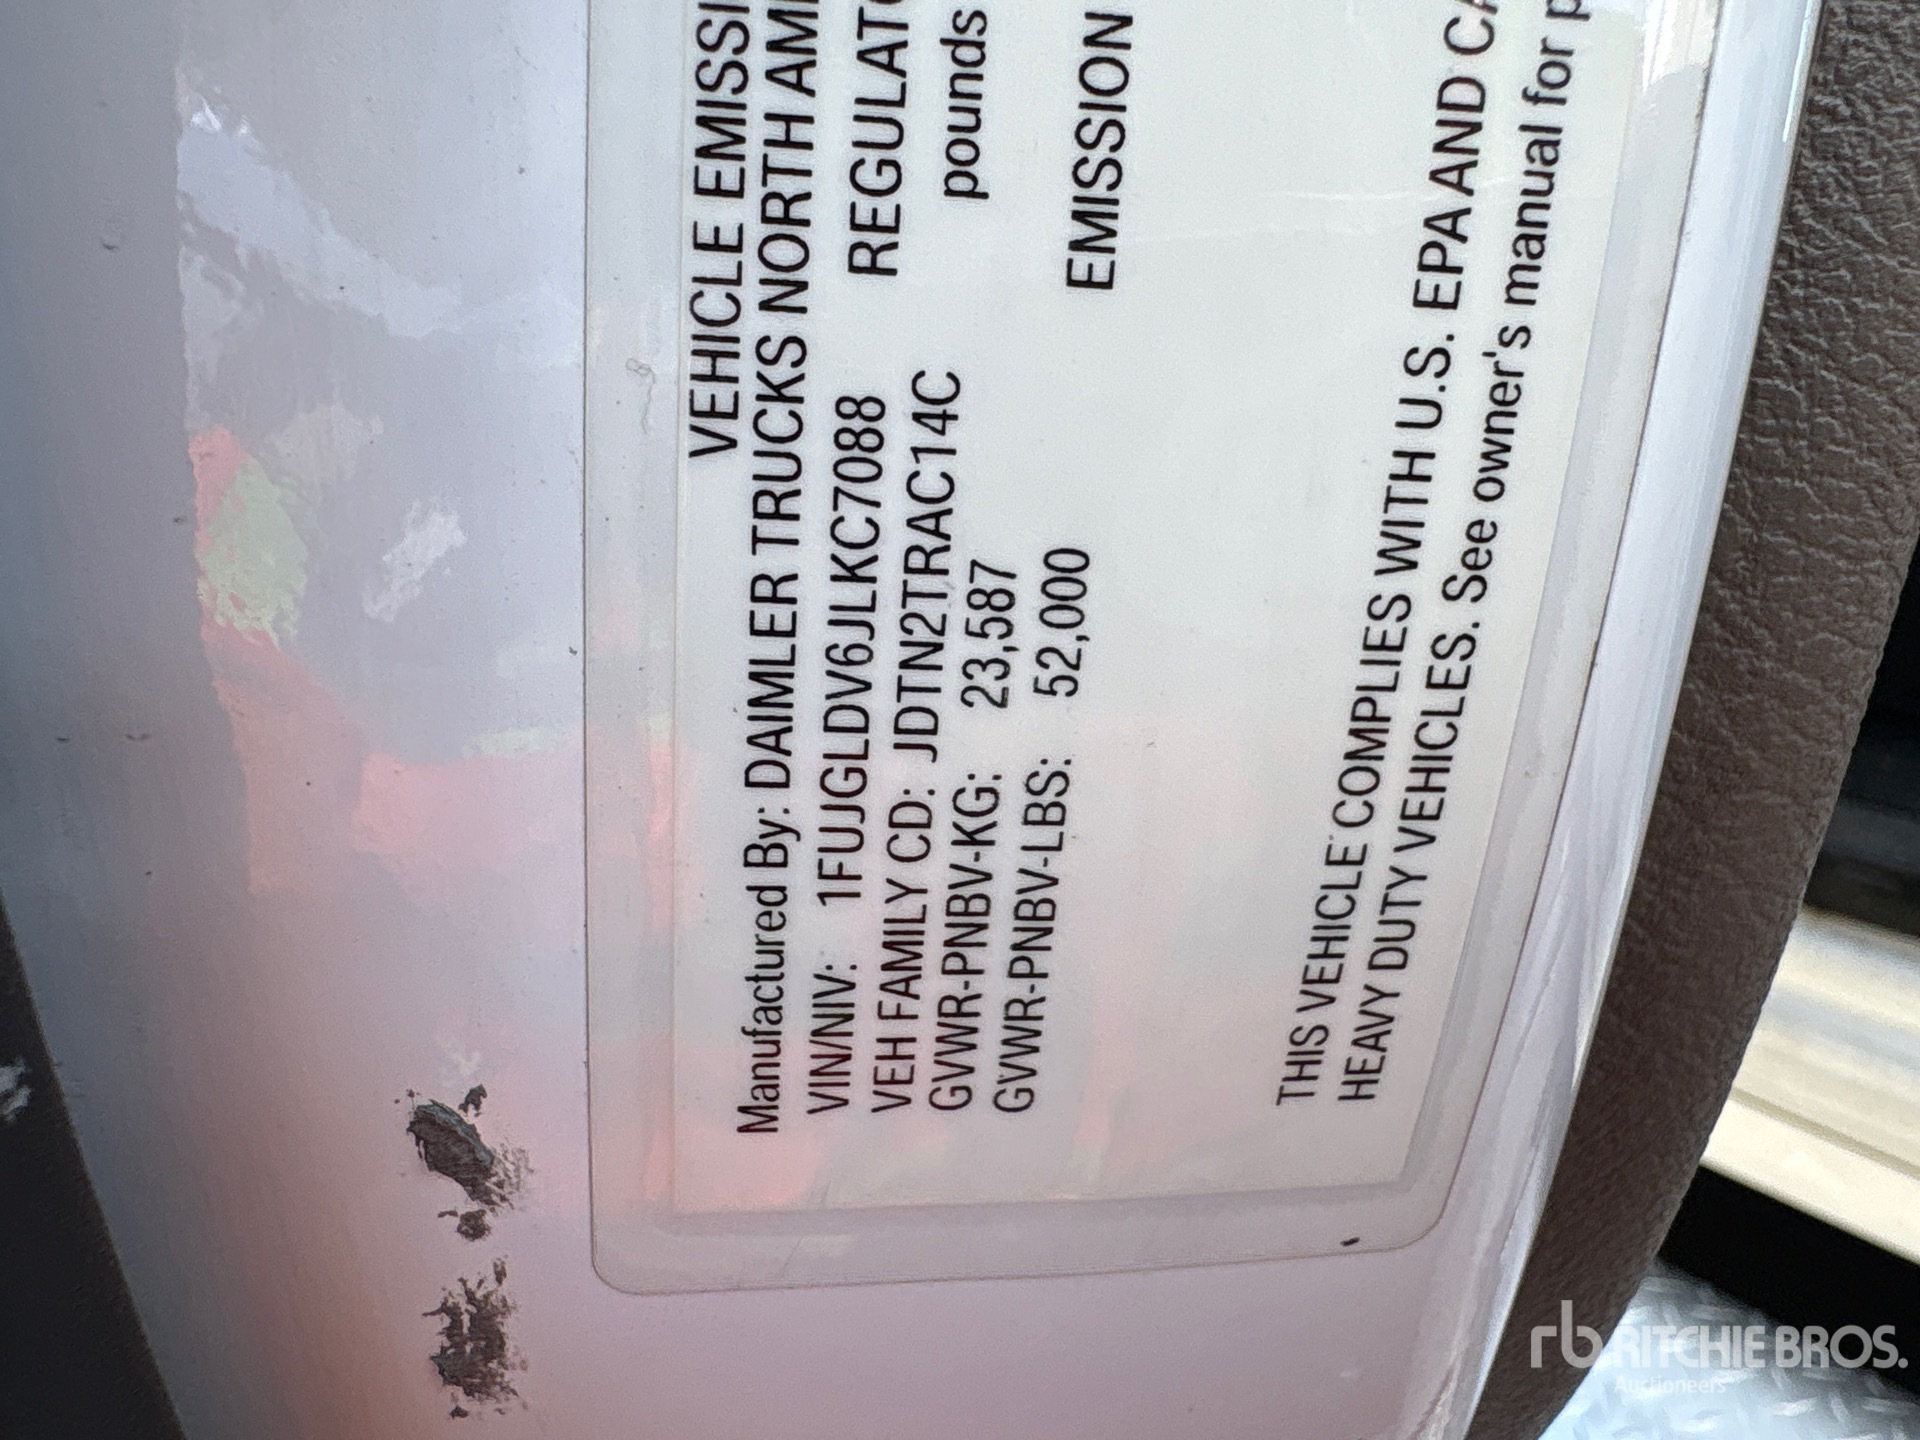 VEHICLE EMISSI
Manufactured By: DAIMLER TRUCKS NORTH AM
VIN/NIV: 1FUJGLDV6JLKC7088 REGULAT
VEH FAMILY CD: JDTN2TRAC14C pounds
GVWR-PNBV-KG: 23,587
GVWR-PNBV-LBS: 52,000 EMISSION
THIS VEHICLE COMPLIES WITH U.S. EPA AND CA
HEAVY DUTY VEHICLES. See owner's manual for p
rb RITCHIE BROS.
Auctioneers